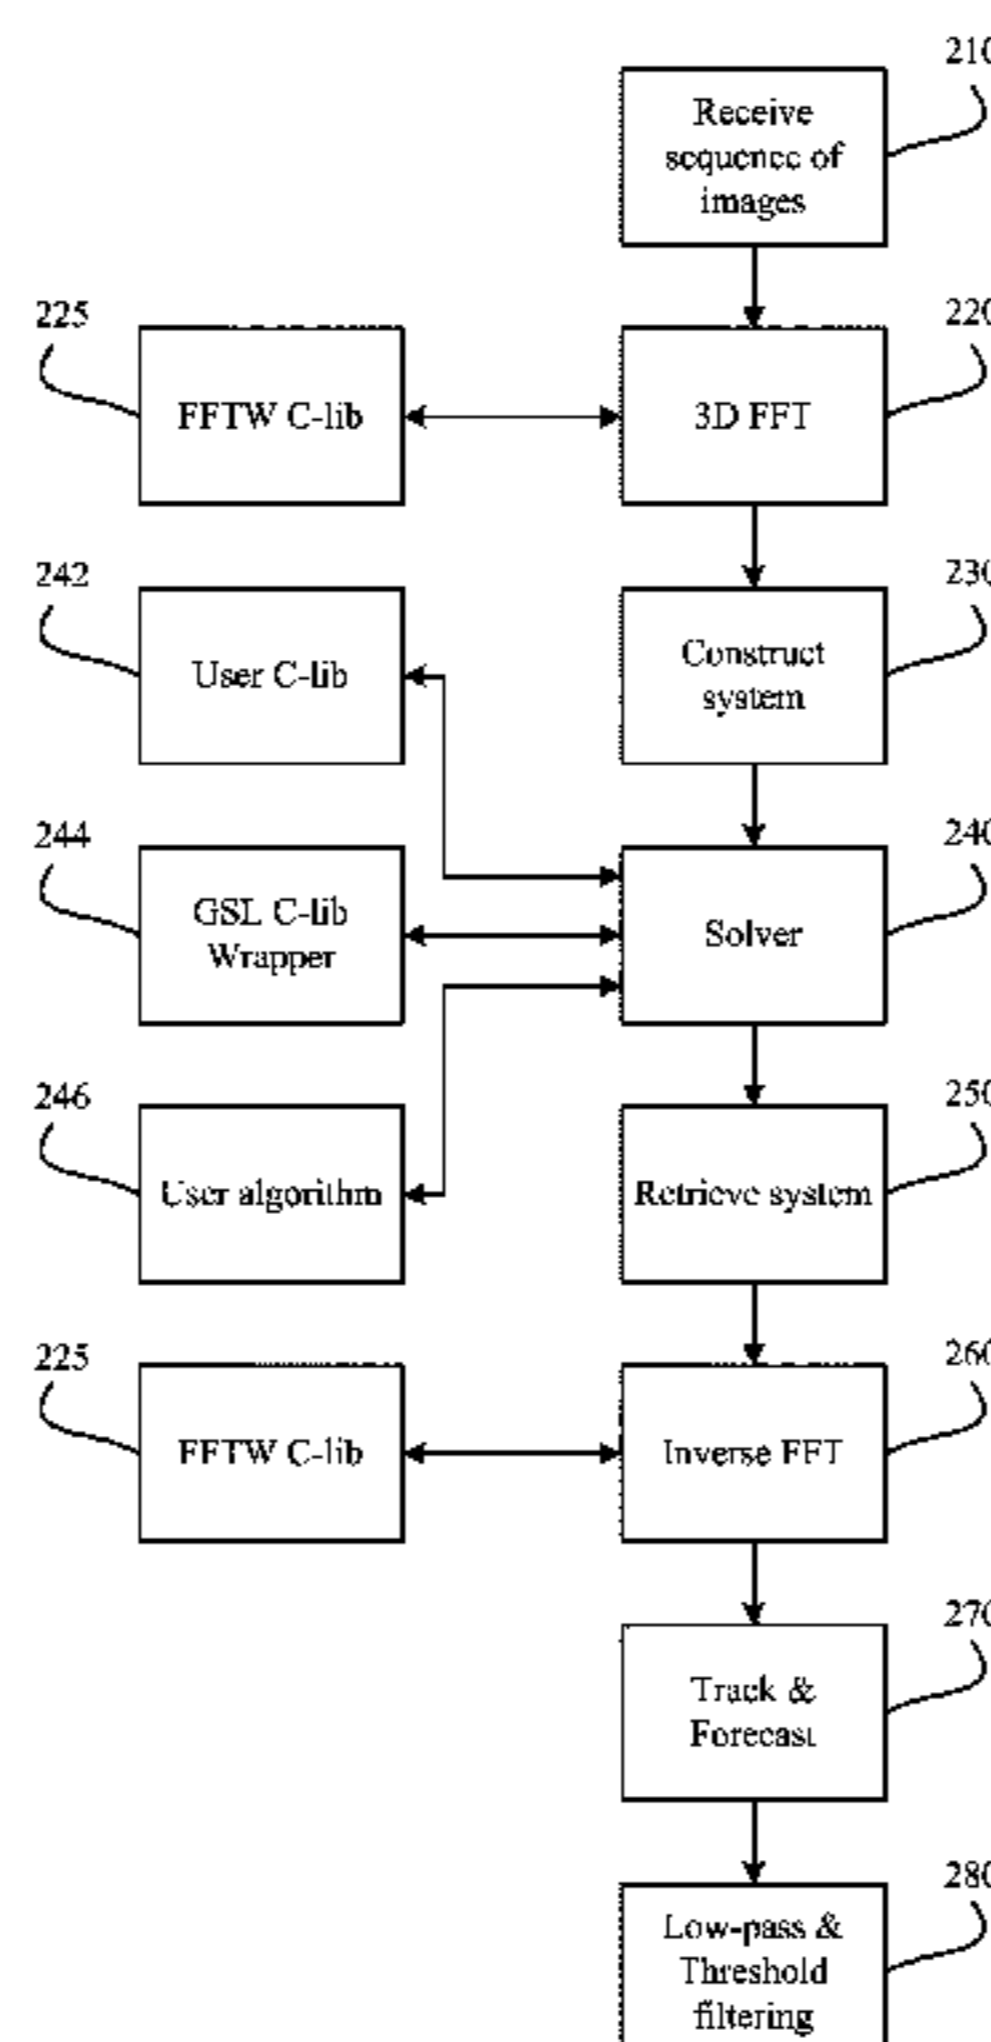 210
Receive
sequence of
images
225
220
FFTW C-lib
3D FFT
242
230
User C-lib
Construct
system
244
240
GSL C-lib
Wrapper
Solver
246
250
User algorithm
Retrieve system
225
260
FFTW C-lib
Inverse FFT
270
Track &
Forecast
280
Low-pass &
Threshold
filtering